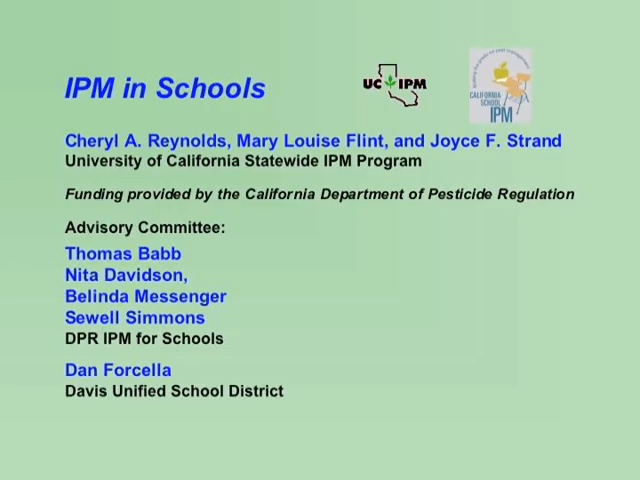 IPM in Schools
UC IPM
CALIFORNIA
SCHOOL
IPM
Cheryl A. Reynolds, Mary Louise Flint, and Joyce F. Strand
University of California Statewide IPM Program
Funding provided by the California Department of Pesticide Regulation
Advisory Committee:
Thomas Babb
Nita Davidson,
Belinda Messenger
Sewell Simmons
DPR IPM for Schools
Dan Forcella
Davis Unified School District